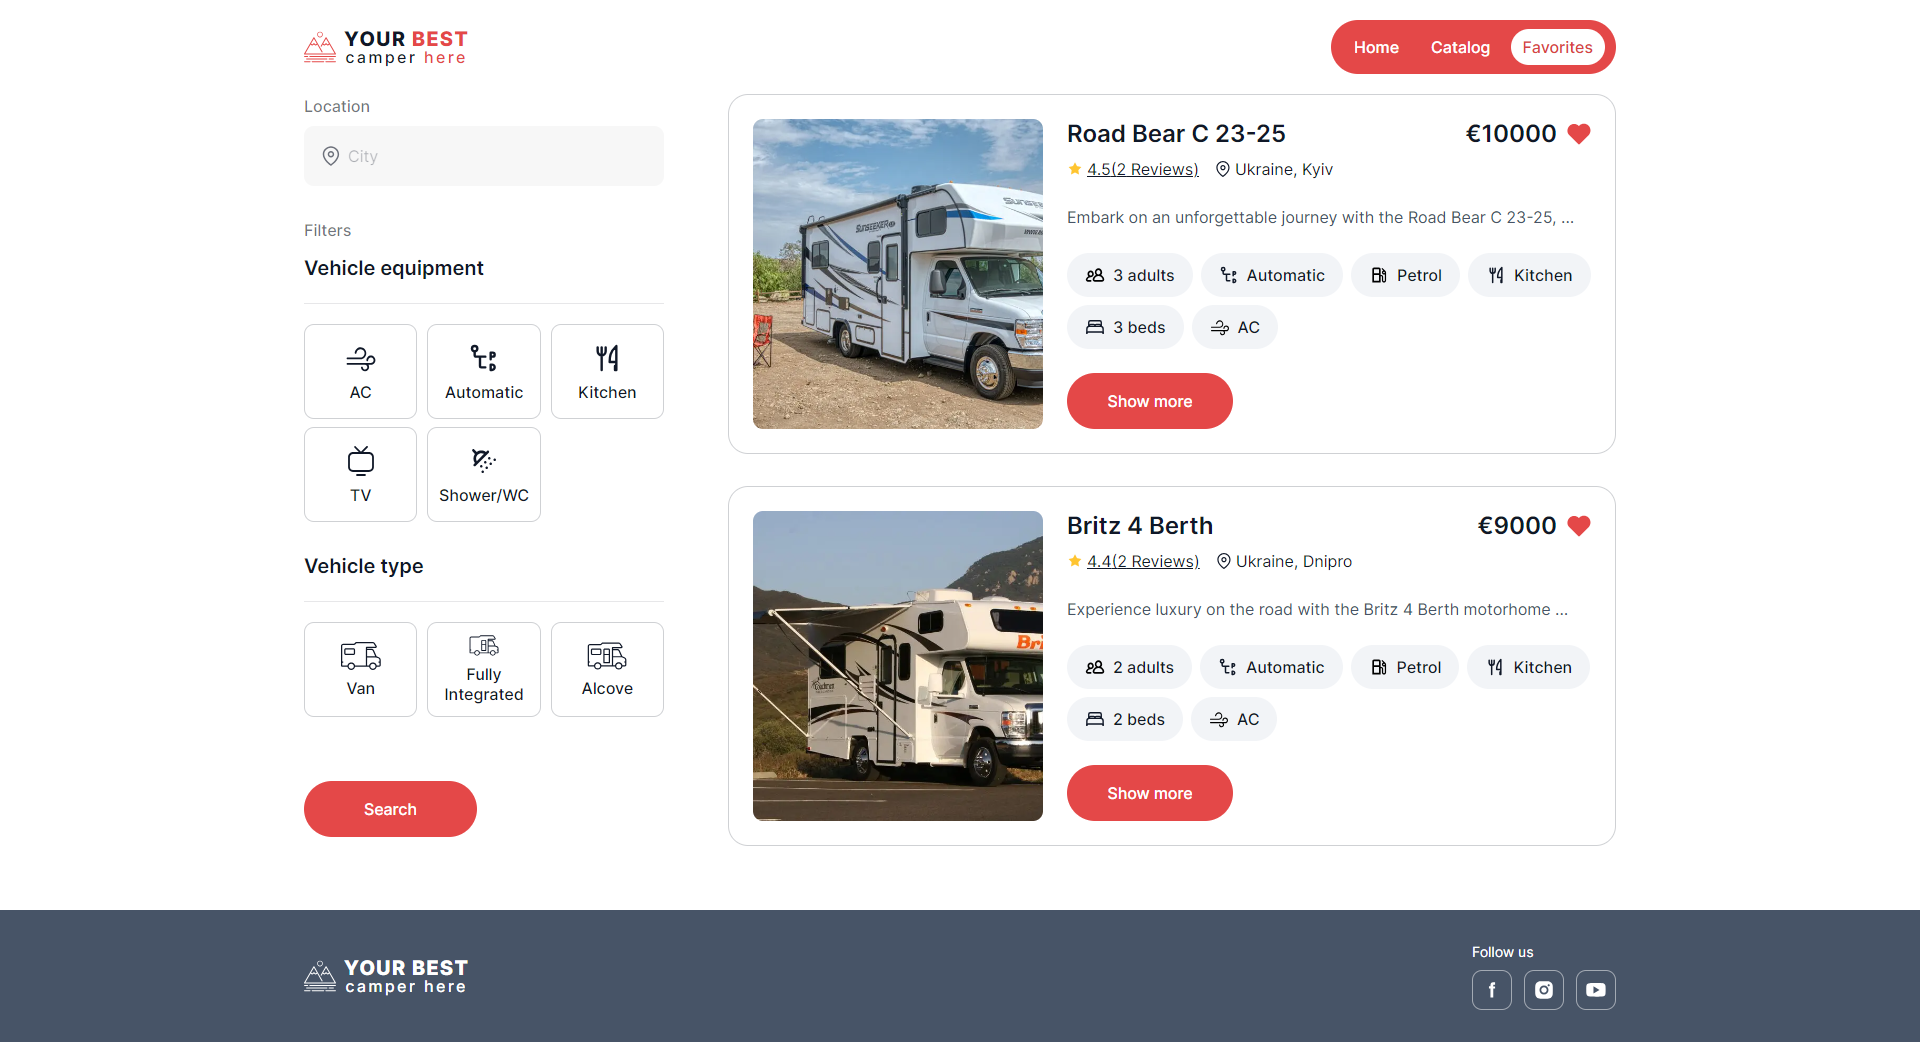 YOUR BEST
camper here
Home Catalog Favorites
Location
City
Filters
Vehicle equipment
AC Automatic Kitchen
TV Shower/WC
Vehicle type
Van Fully Integrated Alcove
Search
Road Bear C 23-25 €10000
4.5(2 Reviews) Ukraine, Kyiv
Embark on an unforgettable journey with the Road Bear C 23-25, ...
3 adults Automatic Petrol Kitchen
3 beds AC
Show more
SUNSEEKER
Britz 4 Berth €9000
4.4(2 Reviews) Ukraine, Dnipro
Experience luxury on the road with the Britz 4 Berth motorhome ...
2 adults Automatic Petrol Kitchen
2 beds AC
Show more
Bri
YOUR BEST
camper here
Follow us